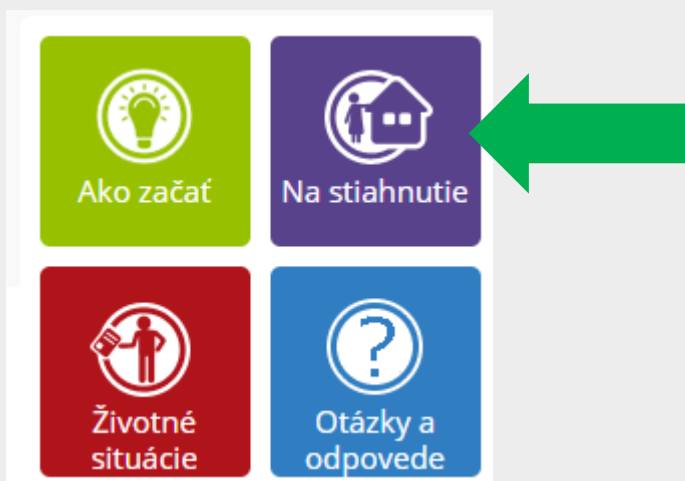 Ako začať
Na stiahnutie
Životné
situácie
Otázky a
odpovede